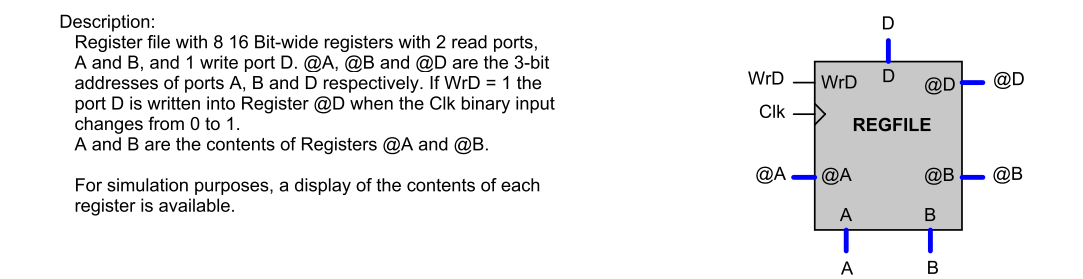 Description:
Register file with 8 16 Bit-wide registers with 2 read ports,
A and B, and 1 write port D. @A, @B and @D are the 3-bit
addresses of ports A, B and D respectively. If WrD = 1 the
port D is written into Register @D when the Clk binary input
changes from 0 to 1.
A and B are the contents of Registers @A and @B.
For simulation purposes, a display of the contents of each
register is available.
D
WrD WrD D @D @D
Clk
REGFILE
@A @A @B @B
A B
A B